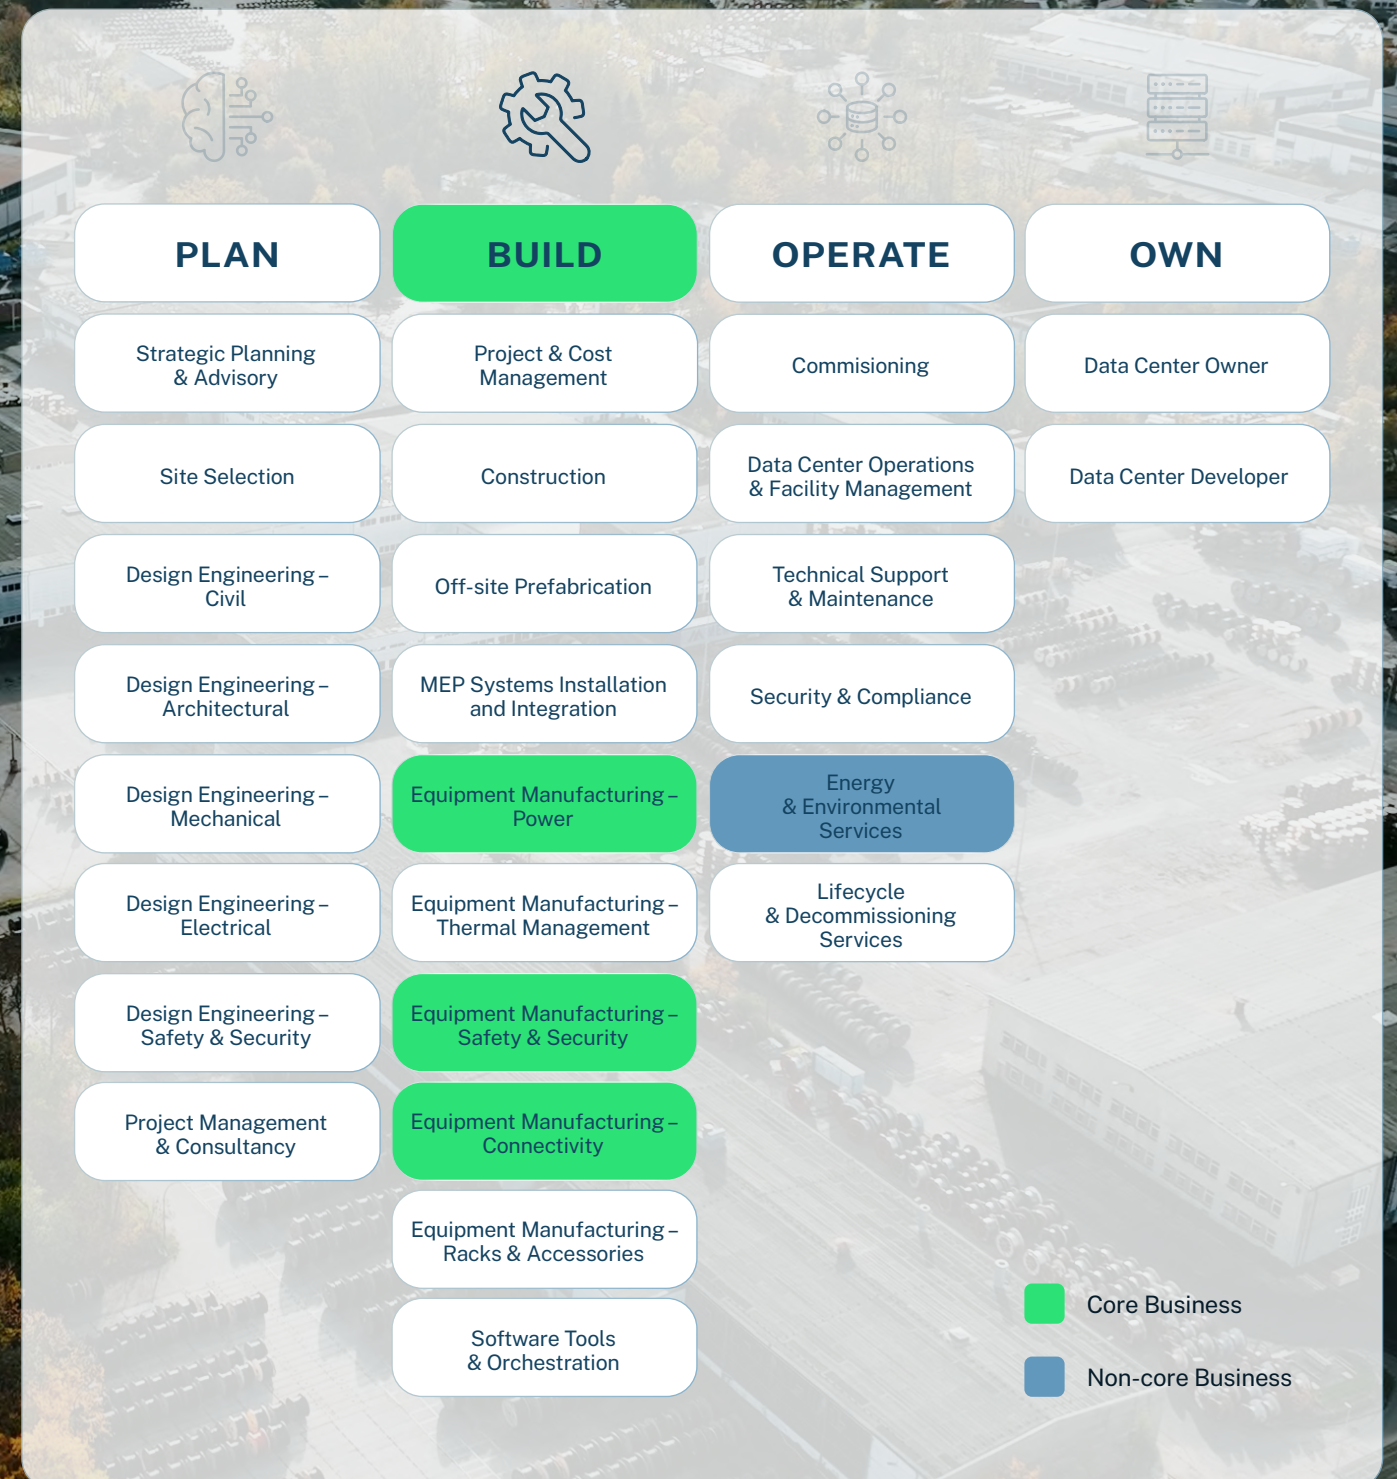 PLAN
BUILD
OPERATE
OWN
Strategic Planning
& Advisory
Project & Cost
Management
Commisioning
Data Center Owner
Site Selection
Construction
Data Center Operations
& Facility Management
Data Center Developer
Design Engineering –
Civil
Off-site Prefabrication
Technical Support
& Maintenance
Design Engineering –
Architectural
MEP Systems Installation
and Integration
Security & Compliance
Design Engineering –
Mechanical
Equipment Manufacturing –
Power
Energy
& Environmental
Services
Design Engineering –
Electrical
Equipment Manufacturing –
Thermal Management
Lifecycle
& Decommissioning
Services
Design Engineering –
Safety & Security
Equipment Manufacturing –
Safety & Security
Project Management
& Consultancy
Equipment Manufacturing –
Connectivity
Equipment Manufacturing –
Racks & Accessories
Software Tools
& Orchestration
Core Business
Non-core Business